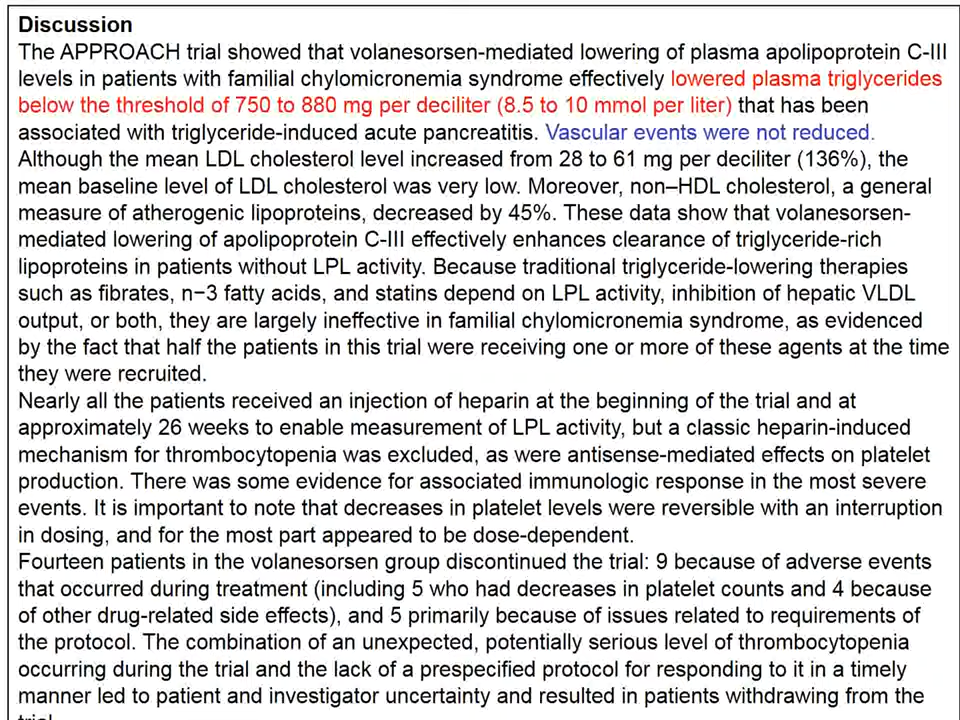 Discussion
The APPROACH trial showed that volanesorsen-mediated lowering of plasma apolipoprotein C-III
levels in patients with familial chylomicronemia syndrome effectively lowered plasma triglycerides
below the threshold of 750 to 880 mg per deciliter (8.5 to 10 mmol per liter) that has been
associated with triglyceride-induced acute pancreatitis. Vascular events were not reduced.
Although the mean LDL cholesterol level increased from 28 to 61 mg per deciliter (136%), the
mean baseline level of LDL cholesterol was very low. Moreover, non–HDL cholesterol, a general
measure of atherogenic lipoproteins, decreased by 45%. These data show that volanesorsen-
mediated lowering of apolipoprotein C-III effectively enhances clearance of triglyceride-rich
lipoproteins in patients without LPL activity. Because traditional triglyceride-lowering therapies
such as fibrates, n−3 fatty acids, and statins depend on LPL activity, inhibition of hepatic VLDL
output, or both, they are largely ineffective in familial chylomicronemia syndrome, as evidenced
by the fact that half the patients in this trial were receiving one or more of these agents at the time
they were recruited.
Nearly all the patients received an injection of heparin at the beginning of the trial and at
approximately 26 weeks to enable measurement of LPL activity, but a classic heparin-induced
mechanism for thrombocytopenia was excluded, as were antisense-mediated effects on platelet
production. There was some evidence for associated immunologic response in the most severe
events. It is important to note that decreases in platelet levels were reversible with an interruption
in dosing, and for the most part appeared to be dose-dependent.
Fourteen patients in the volanesorsen group discontinued the trial: 9 because of adverse events
that occurred during treatment (including 5 who had decreases in platelet counts and 4 because
of other drug-related side effects), and 5 primarily because of issues related to requirements of
the protocol. The combination of an unexpected, potentially serious level of thrombocytopenia
occurring during the trial and the lack of a prespecified protocol for responding to it in a timely
manner led to patient and investigator uncertainty and resulted in patients withdrawing from the